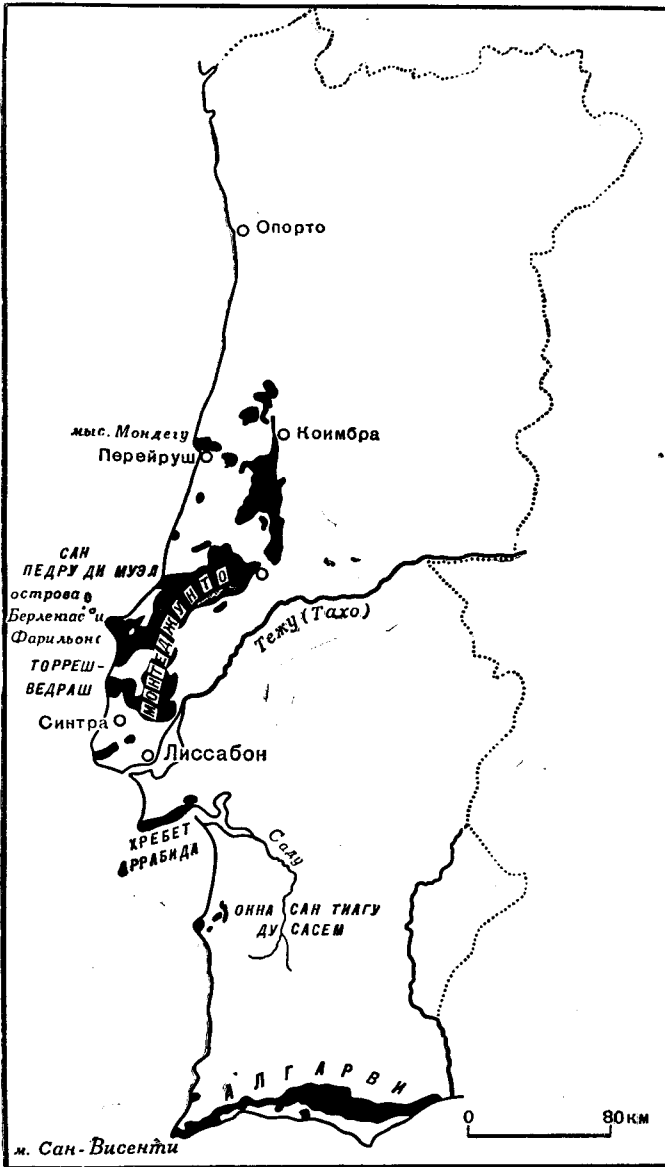 Опорто
мыс. Мондегу
Коимбра
Перейруш
САН
ПЕДРУ ДИ МУЭЛ
острова
Берленгас и
Фарильонс
МОНТЕДЖУНТО
Тежу (Тахо)
ТОРРЕШ-
ВЕДРАШ
Синтра
Лиссабон
ХРЕБЕТ
АРРАБИДА
Саду
ОКНА САН ТИАГУ
ДУ САСЕМ
АЛГАРВИ
0 80 км
м. Сан-Висенти